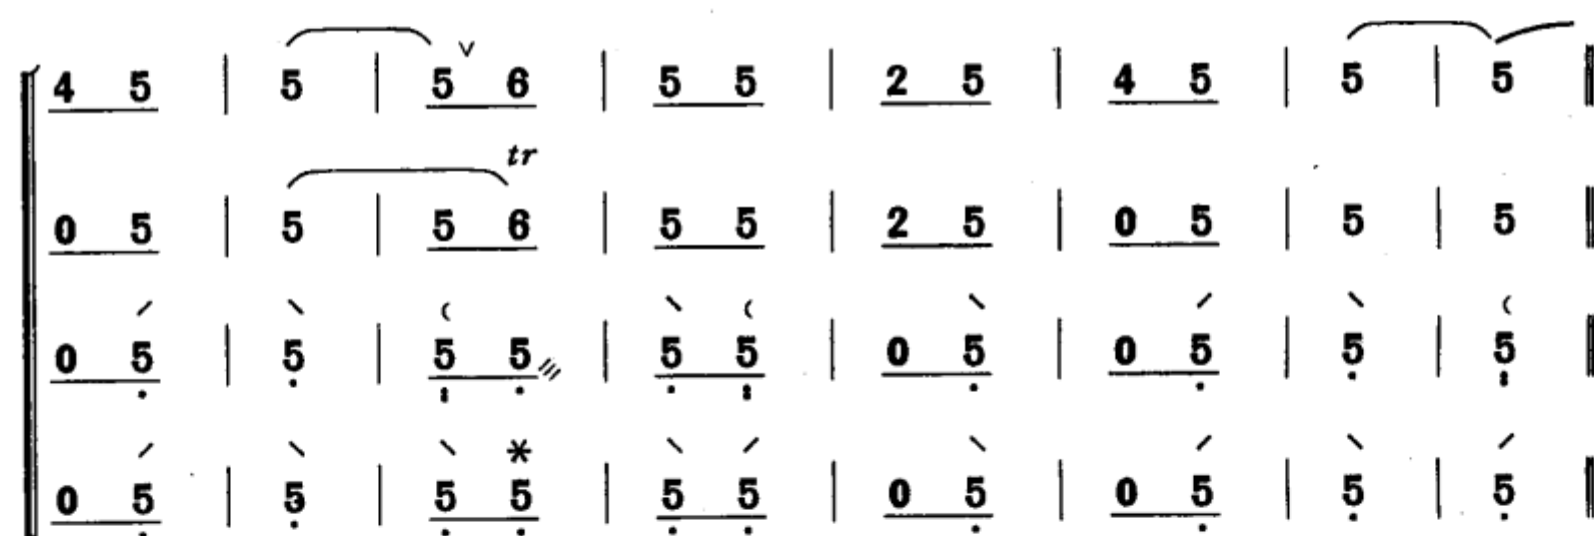 4 5 | 5 | 5 6 | 5 5 | 2 5 | 4 5 | 5 | 5
tr
0 5 | 5 | 5 6 | 5 5 | 2 5 | 0 5 | 5 | 5
0 5 | 5 | 5 5 | 5 5 | 0 5 | 0 5 | 5 | 5
0 5 | 5 | 5 5 | 5 5 | 0 5 | 0 5 | 5 | 5